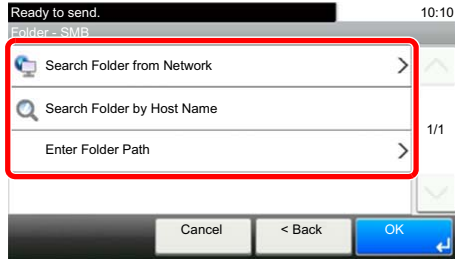 Ready to send. 10:10
Folder - SMB
Search Folder from Network
Search Folder by Host Name
1/1
Enter Folder Path
Cancel < Back OK